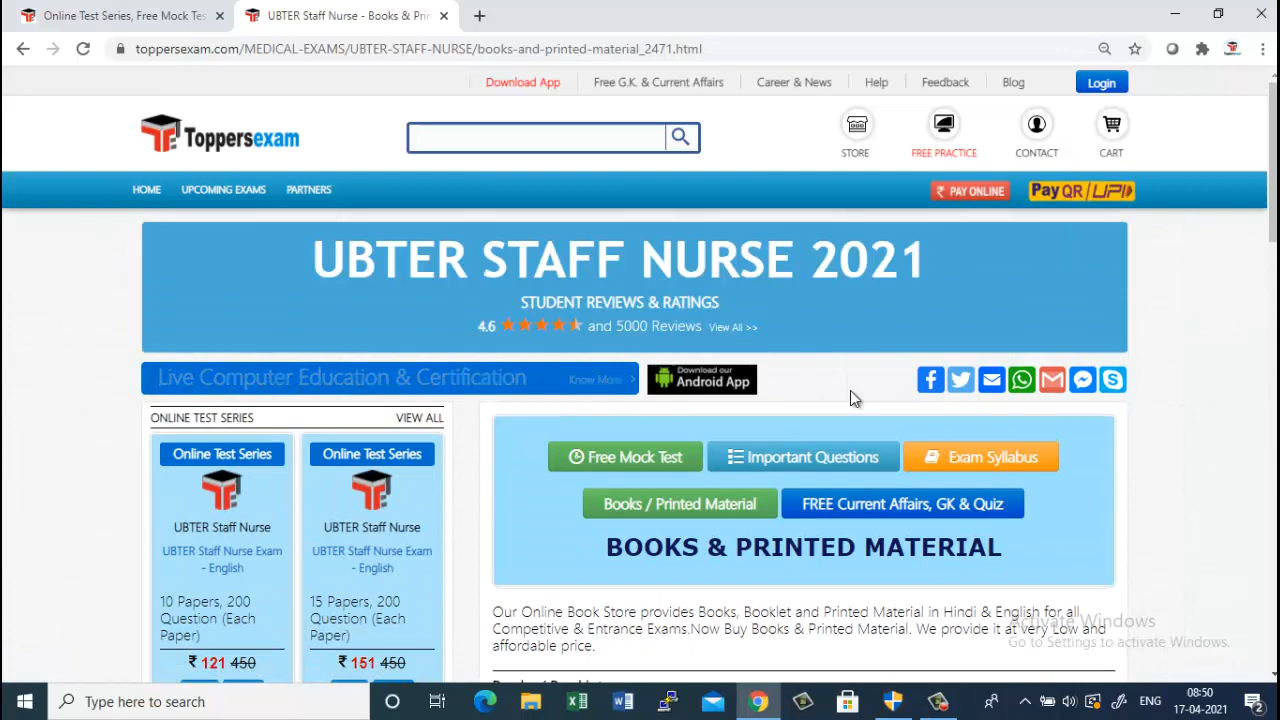 Online Test Series, Free Mock Tes
UBTER Staff Nurse - Books & Prin
toppersexam.com/MEDICAL-EXAMS/UBTER-STAFF-NURSE/books-and-printed-material_2471.html
Download App
Free G.K. & Current Affairs
Career & News
Help
Feedback
Blog
Login
Toppersexam
STORE
FREE PRACTICE
CONTACT
CART
HOME
UPCOMING EXAMS
PARTNERS
₹ PAY ONLINE
Pay QR/UPI
UBTER STAFF NURSE 2021
STUDENT REVIEWS & RATINGS
4.6 and 5000 Reviews View All >>
Live Computer Education & Certification
Know More >
Download our
Android App
ONLINE TEST SERIES
VIEW ALL
Online Test Series
UBTER Staff Nurse
UBTER Staff Nurse Exam
- English
10 Papers, 200
Question (Each
Paper)
₹ 121 450
Online Test Series
UBTER Staff Nurse
UBTER Staff Nurse Exam
- English
15 Papers, 200
Question (Each
Paper)
₹ 151 450
Free Mock Test
Important Questions
Exam Syllabus
Books / Printed Material
FREE Current Affairs, GK & Quiz
BOOKS & PRINTED MATERIAL
Our Online Book Store provides Books, Booklet and Printed Material in Hindi & English for all
Competitive & Entrance Exams.Now Buy Books & Printed Material. We provide it at very Low and
affordable price.
Activate Windows
Go to Settings to activate Windows.
Type here to search
ENG
08:50
17-04-2021
2